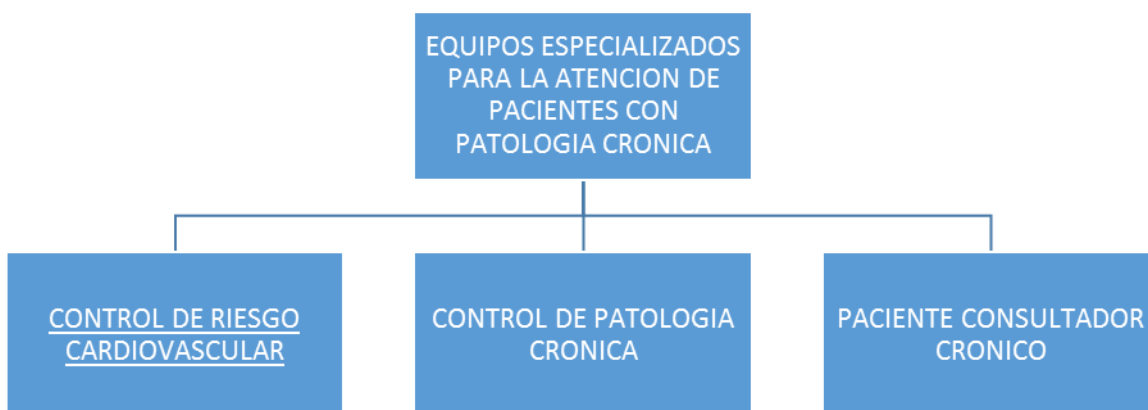 EQUIPOS ESPECIALIZADOS
PARA LA ATENCION DE
PACIENTES CON
PATOLOGIA CRONICA
CONTROL DE RIESGO
CARDIOVASCULAR
CONTROL DE PATOLOGIA
CRONICA
PACIENTE CONSULTADOR
CRONICO